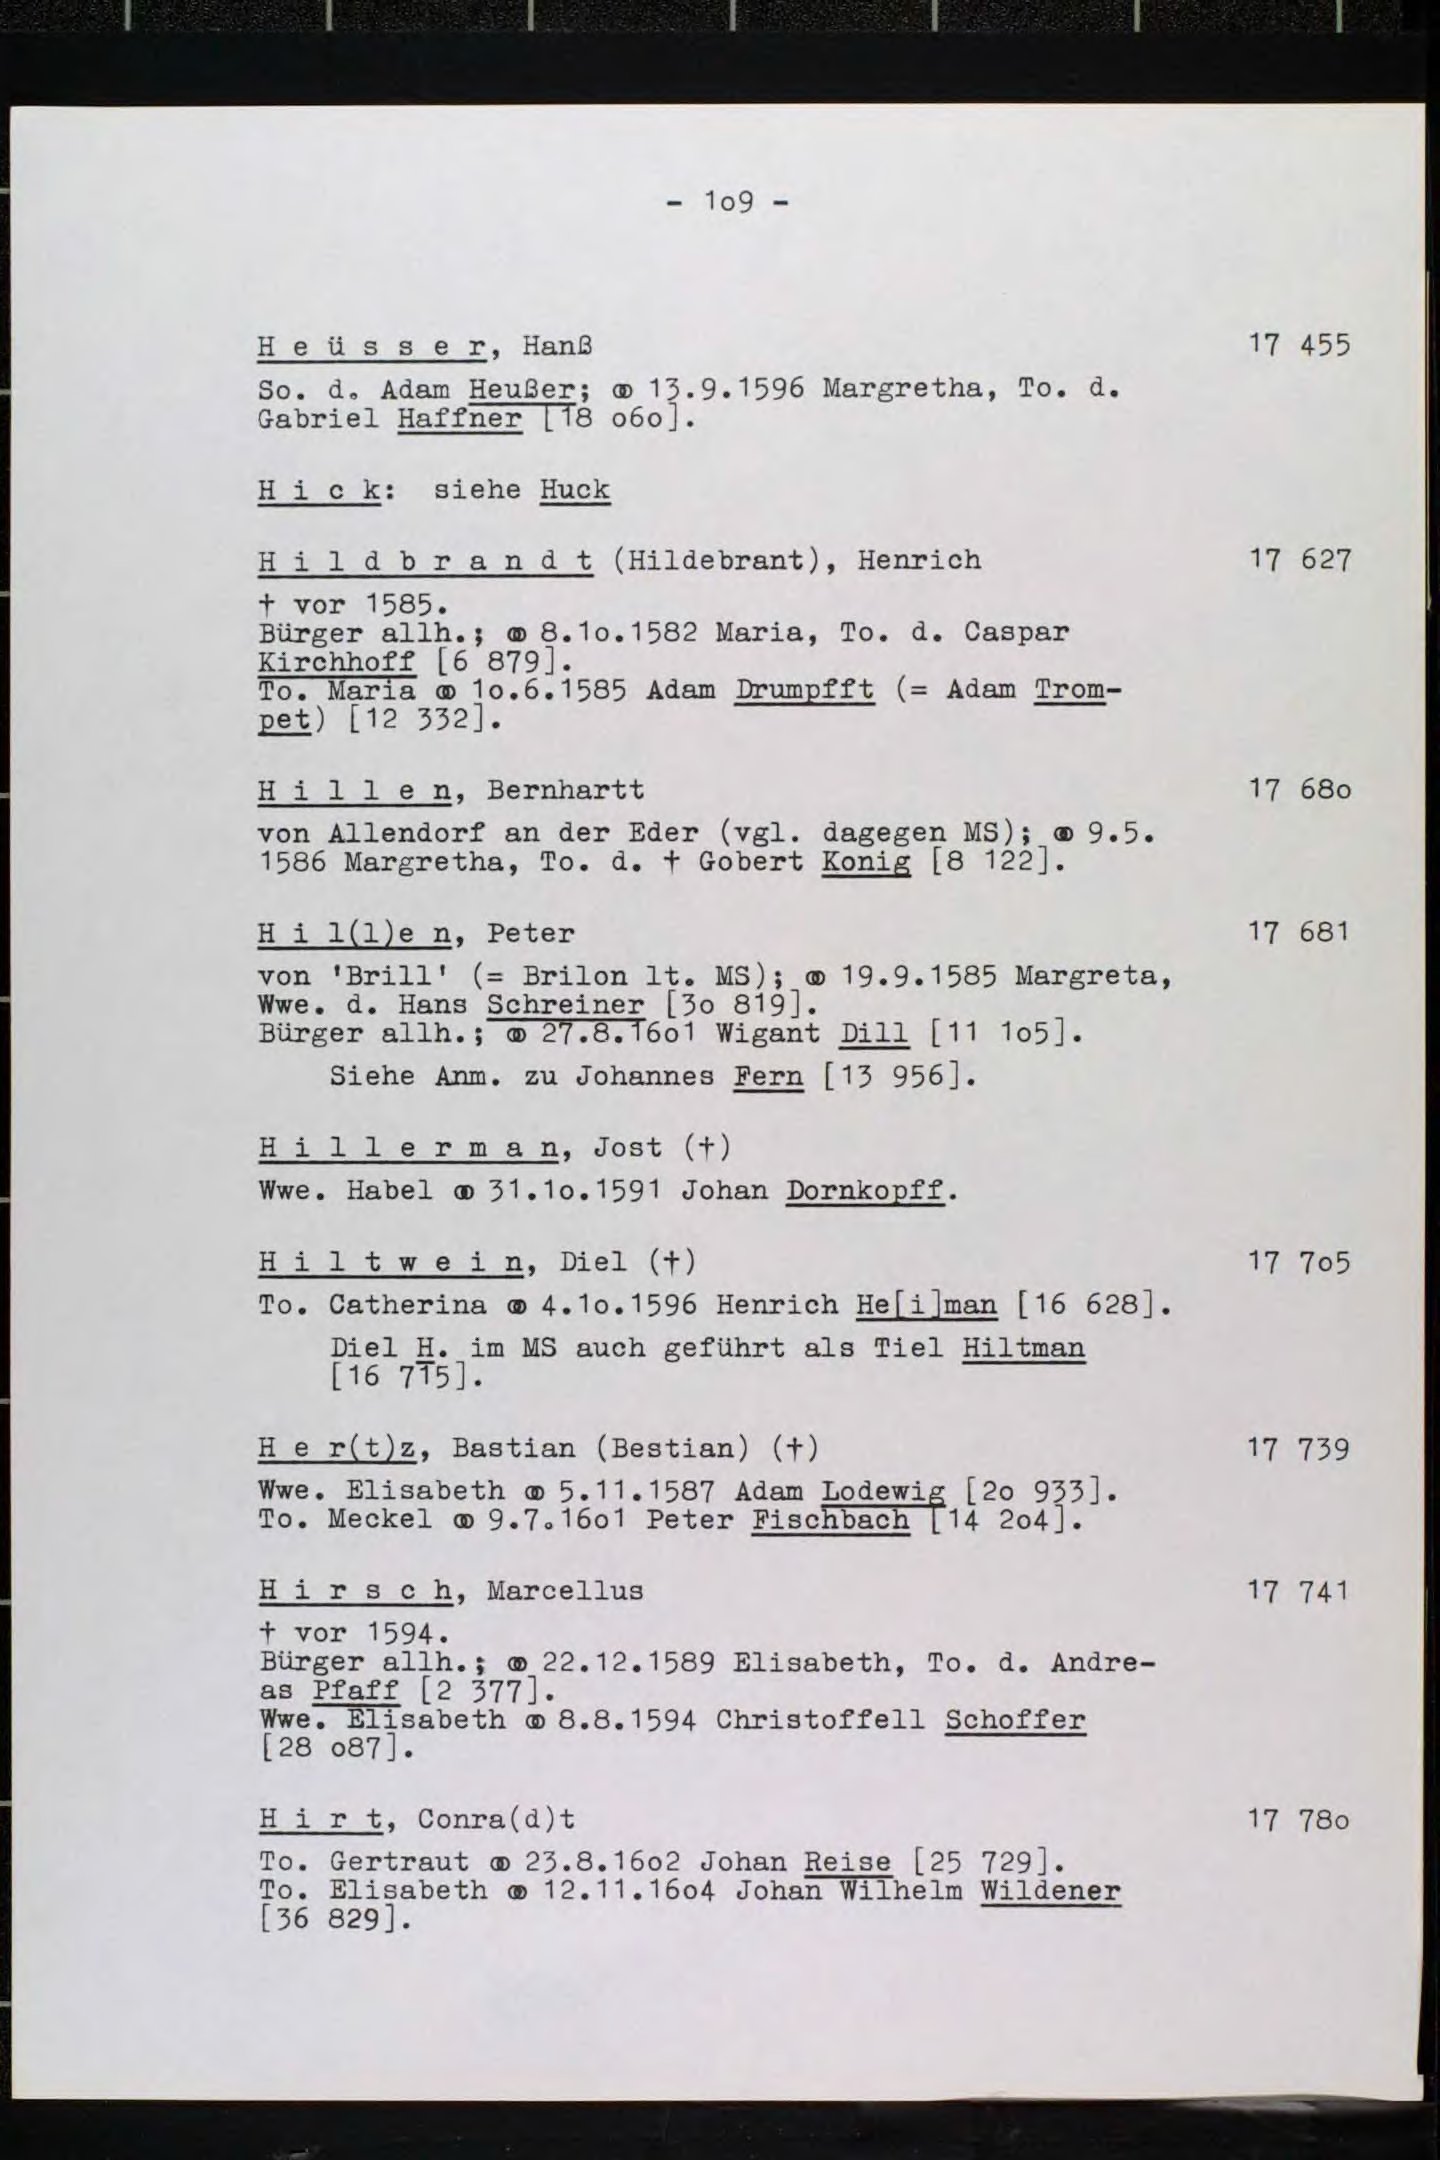 - 1o9 -
H e ü s s e r, Hanß 17 455
So. d. Adam Heußer; ⚭ 13.9.1596 Margretha, To. d.
Gabriel Haffner [18 o6o].
H i c k: siehe Huck
H i l d b r a n d t (Hildebrant), Henrich 17 627
† vor 1585.
Bürger allh.; ⚭ 8.1o.1582 Maria, To. d. Caspar
Kirchhoff [6 879].
To. Maria ⚭ 1o.6.1585 Adam Drumpfft (= Adam Trom-
pet) [12 332].
H i l l e n, Bernhartt 17 68o
von Allendorf an der Eder (vgl. dagegen MS); ⚭ 9.5.
1586 Margretha, To. d. † Gobert Konig [8 122].
H i l(l)e n, Peter 17 681
von 'Brill' (= Brilon lt. MS); ⚭ 19.9.1585 Margreta,
Wwe. d. Hans Schreiner [3o 819].
Bürger allh.; ⚭ 27.8.16o1 Wigant Dill [11 1o5].
Siehe Anm. zu Johannes Fern [13 956].
H i l l e r m a n, Jost (†)
Wwe. Habel ⚭ 31.1o.1591 Johan Dornkopff.
H i l t w e i n, Diel (†) 17 7o5
To. Catherina ⚭ 4.1o.1596 Henrich He[i]man [16 628].
Diel H. im MS auch geführt als Tiel Hiltman
[16 715].
H e r(t)z, Bastian (Bestian) (†) 17 739
Wwe. Elisabeth ⚭ 5.11.1587 Adam Lodewig [2o 933].
To. Meckel ⚭ 9.7.16o1 Peter Fischbach [14 2o4].
H i r s c h, Marcellus 17 741
† vor 1594.
Bürger allh.; ⚭ 22.12.1589 Elisabeth, To. d. Andre-
as Pfaff [2 377].
Wwe. Elisabeth ⚭ 8.8.1594 Christoffell Schoffer
[28 o87].
H i r t, Conra(d)t 17 78o
To. Gertraut ⚭ 23.8.16o2 Johan Reise [25 729].
To. Elisabeth ⚭ 12.11.16o4 Johan Wilhelm Wildener
[36 829].